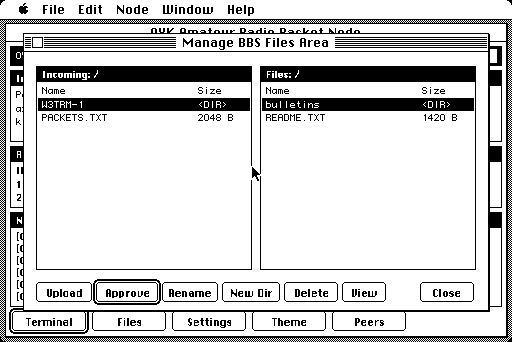 File Edit Node Window Help
Manage BBS Files Area
Incoming: /
Name Size
W3TRM-1 <DIR>
PACKETS.TXT 2048 B
Files: /
Name Size
bulletins <DIR>
README.TXT 1420 B
Upload Approve Rename New Dir Delete View Close
Terminal Files Settings Theme Peers